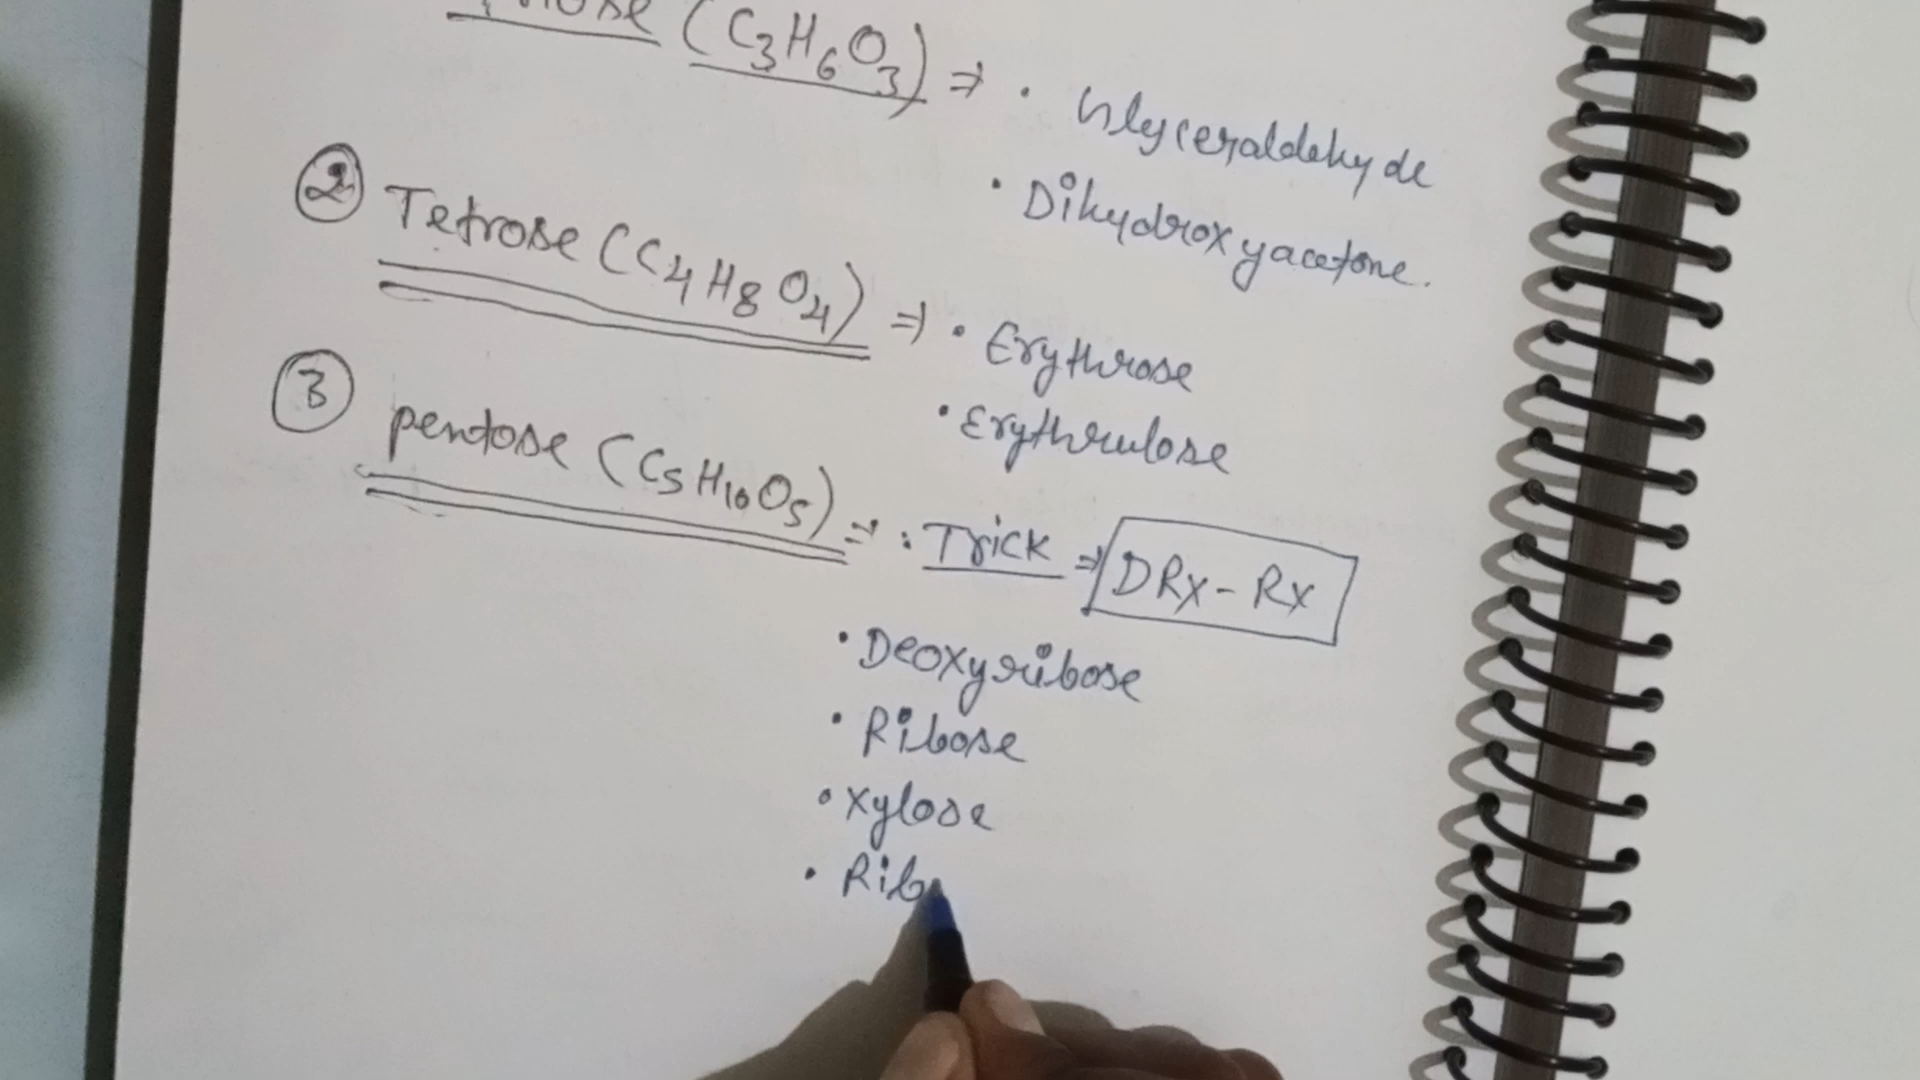 (C3H6O3) ⇒ • Glyceraldehyde
• Dihydroxyacetone.
② Tetrose (C4H8O4) ⇒ • Erythrose
• Erythrulose
③ pentose (C5H10O5) ⇒ : Trick ⇒ DRX - RX
• Deoxyribose
• Ribose
• Xylose
• Rib